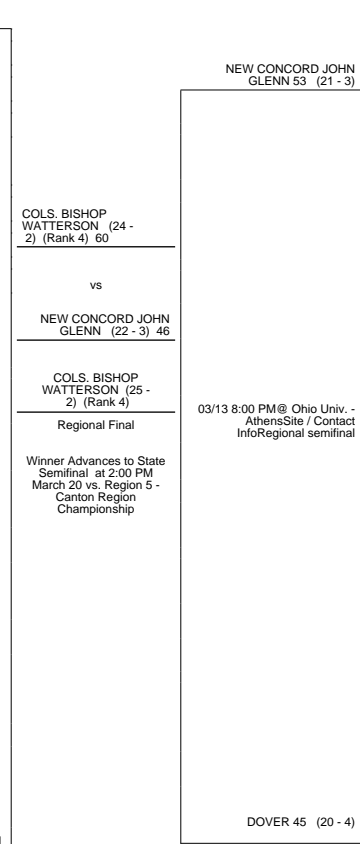 NEW CONCORD JOHN
GLENN 53 (21 - 3)
COLS. BISHOP
WATTERSON (24 -
2) (Rank 4) 60
vs
NEW CONCORD JOHN
GLENN (22 - 3) 46
COLS. BISHOP
WATTERSON (25 -
2) (Rank 4)
Regional Final
Winner Advances to State
Semifinal at 2:00 PM
March 20 vs. Region 5 -
Canton Region
Championship
03/13 8:00 PM@ Ohio Univ. -
AthensSite / Contact
InfoRegional semifinal
DOVER 45 (20 - 4)